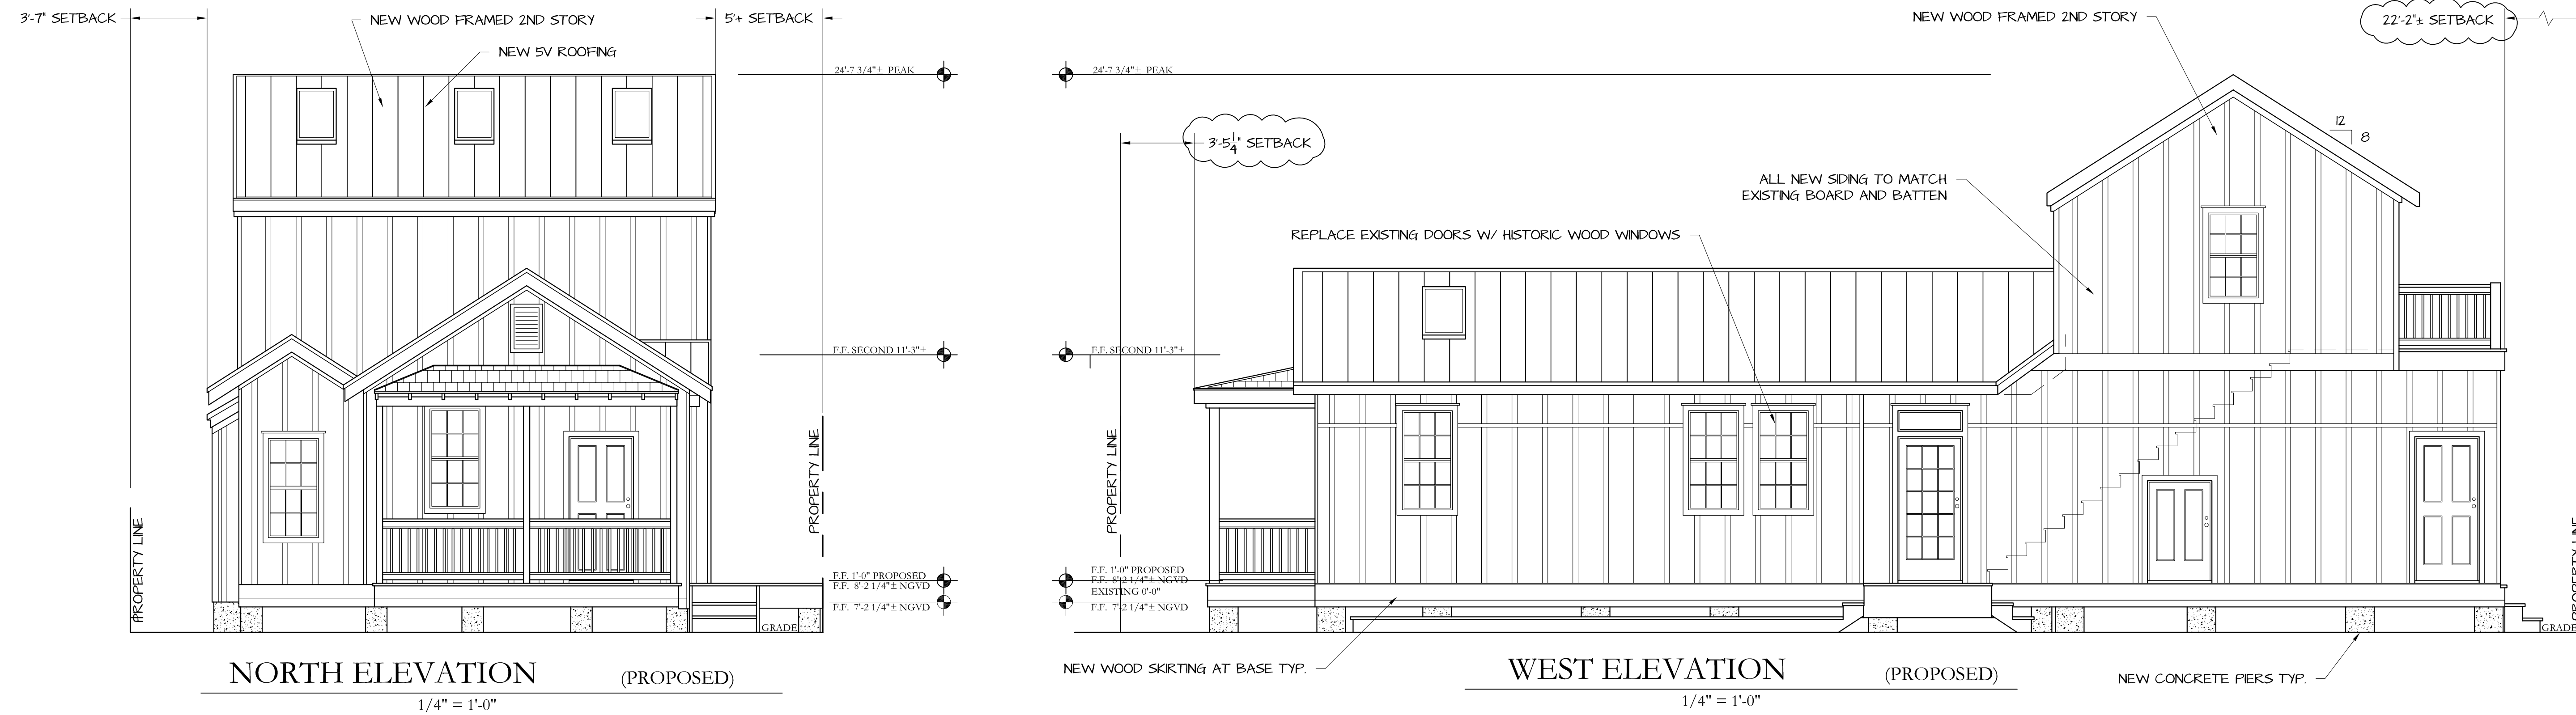 3'-7" SETBACK
NEW WOOD FRAMED 2ND STORY
NEW 5V ROOFING
5'+ SETBACK
24'-7 3/4"± PEAK
F.F. SECOND 11'-3"±
PROPERTY LINE
PROPERTY LINE
F.F. 1'-0" PROPOSED
F.F. 8'-2 1/4"± NGVD
F.F. 7'-2 1/4"± NGVD
GRADE
NORTH ELEVATION (PROPOSED)
1/4" = 1'-0"
NEW WOOD FRAMED 2ND STORY
22'-2"± SETBACK
24'-7 3/4"± PEAK
3'-5 1/4" SETBACK
12
8
ALL NEW SIDING TO MATCH
EXISTING BOARD AND BATTEN
REPLACE EXISTING DOORS W/ HISTORIC WOOD WINDOWS
F.F. SECOND 11'-3"±
PROPERTY LINE
PROPERTY LINE
F.F. 1'-0" PROPOSED
F.F. 8'-2 1/4"± NGVD
EXISTING 0'-0"
F.F. 7'-2 1/4"± NGVD
GRADE
NEW WOOD SKIRTING AT BASE TYP.
WEST ELEVATION (PROPOSED)
1/4" = 1'-0"
NEW CONCRETE PIERS TYP.